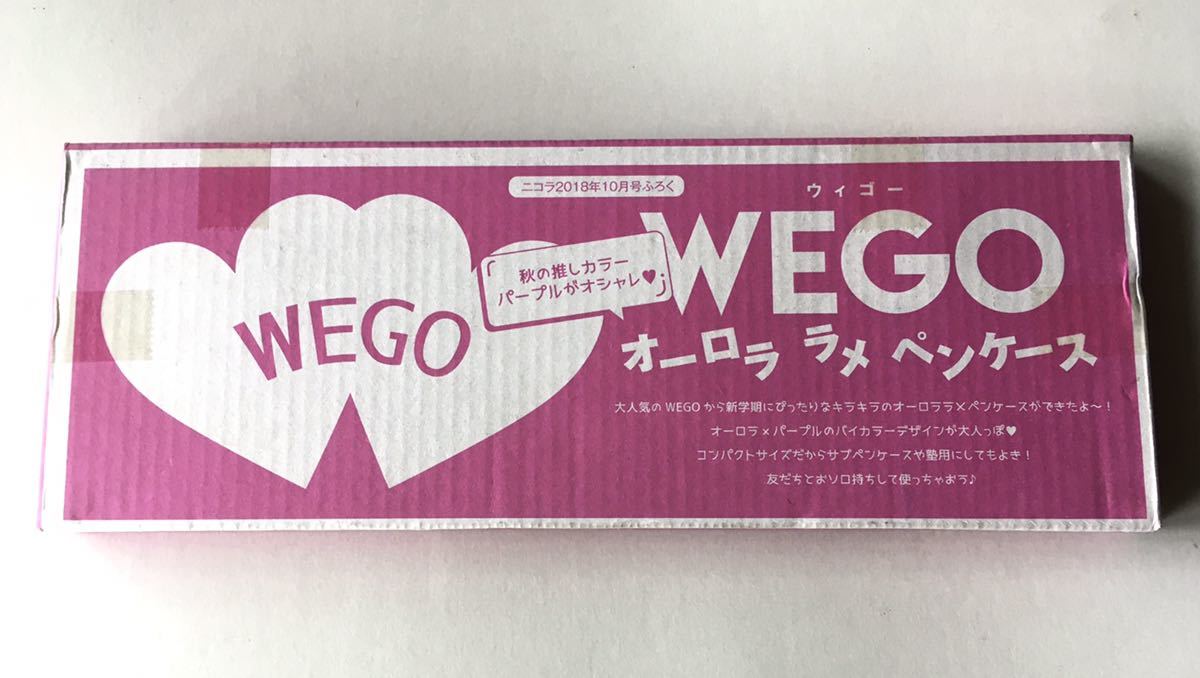 ニコラ2018年10月号ふろく
ウィゴー
WEGO
WEGO
秋の推しカラー
パープルがオシャレ♥
オーロラ ラメ ペンケース
大人気のWEGOから新学期にぴったりなキラキラのオーロララメペンケースができたよ～！
オーロラ×パープルのバイカラーデザインが大人っぽ♥
コンパクトサイズだからサブペンケースや塾用にしてもよき！
友だちとおソロ持ちして使っちゃおう♪